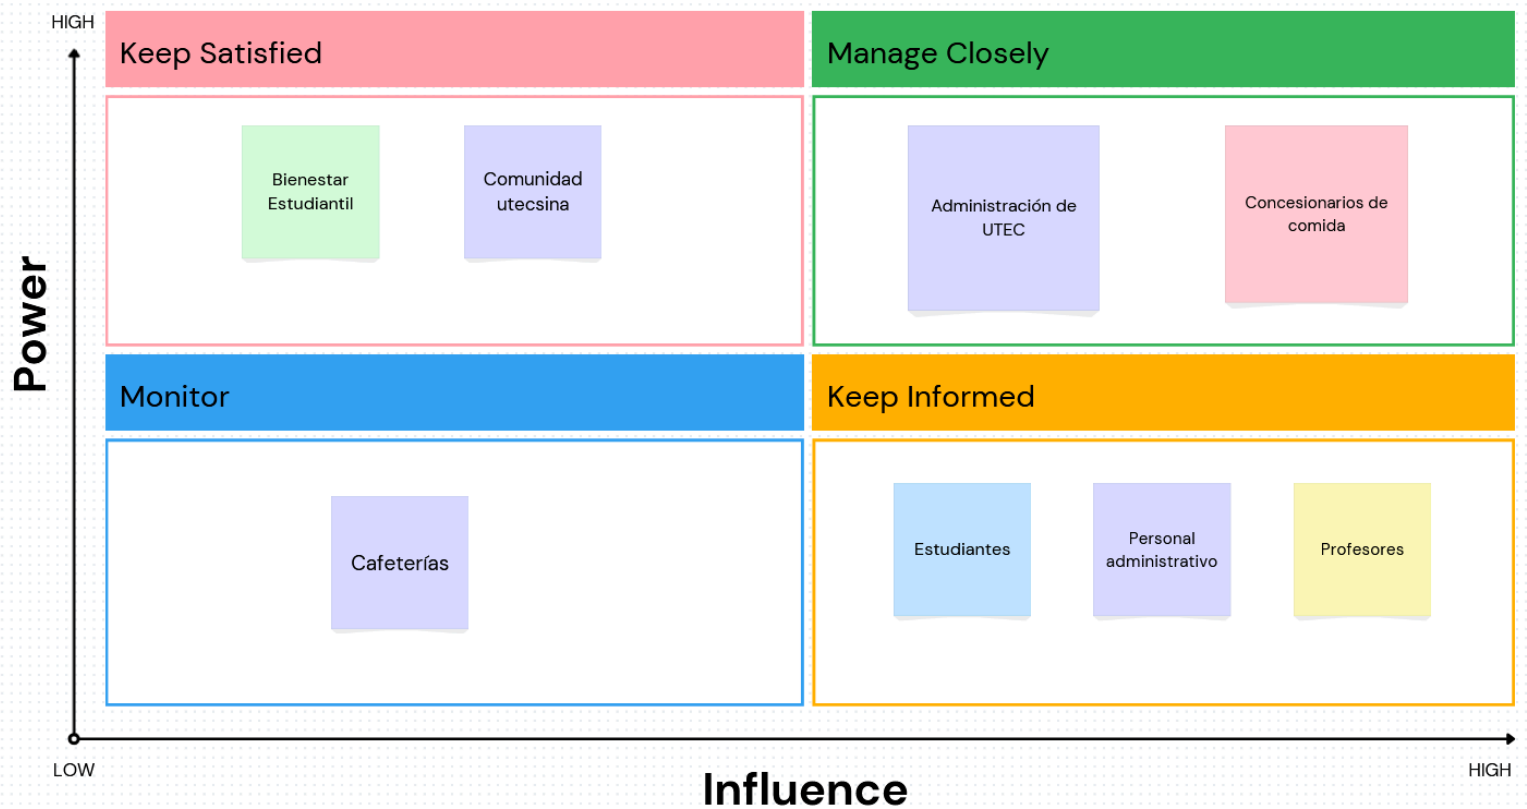 HIGH
Keep Satisfied
Manage Closely
Bienestar
Estudiantil
Comunidad
utecsina
Administración de
UTEC
Concesionarios de
comida
Power
Monitor
Keep Informed
Cafeterías
Estudiantes
Personal
administrativo
Profesores
LOW
HIGH
Influence